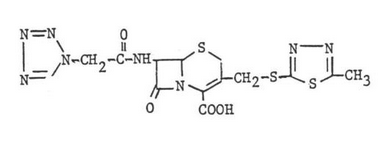 N=N O S N N
N N-CH₂-C-NH CH₂-S S CH₃
N O N COOH